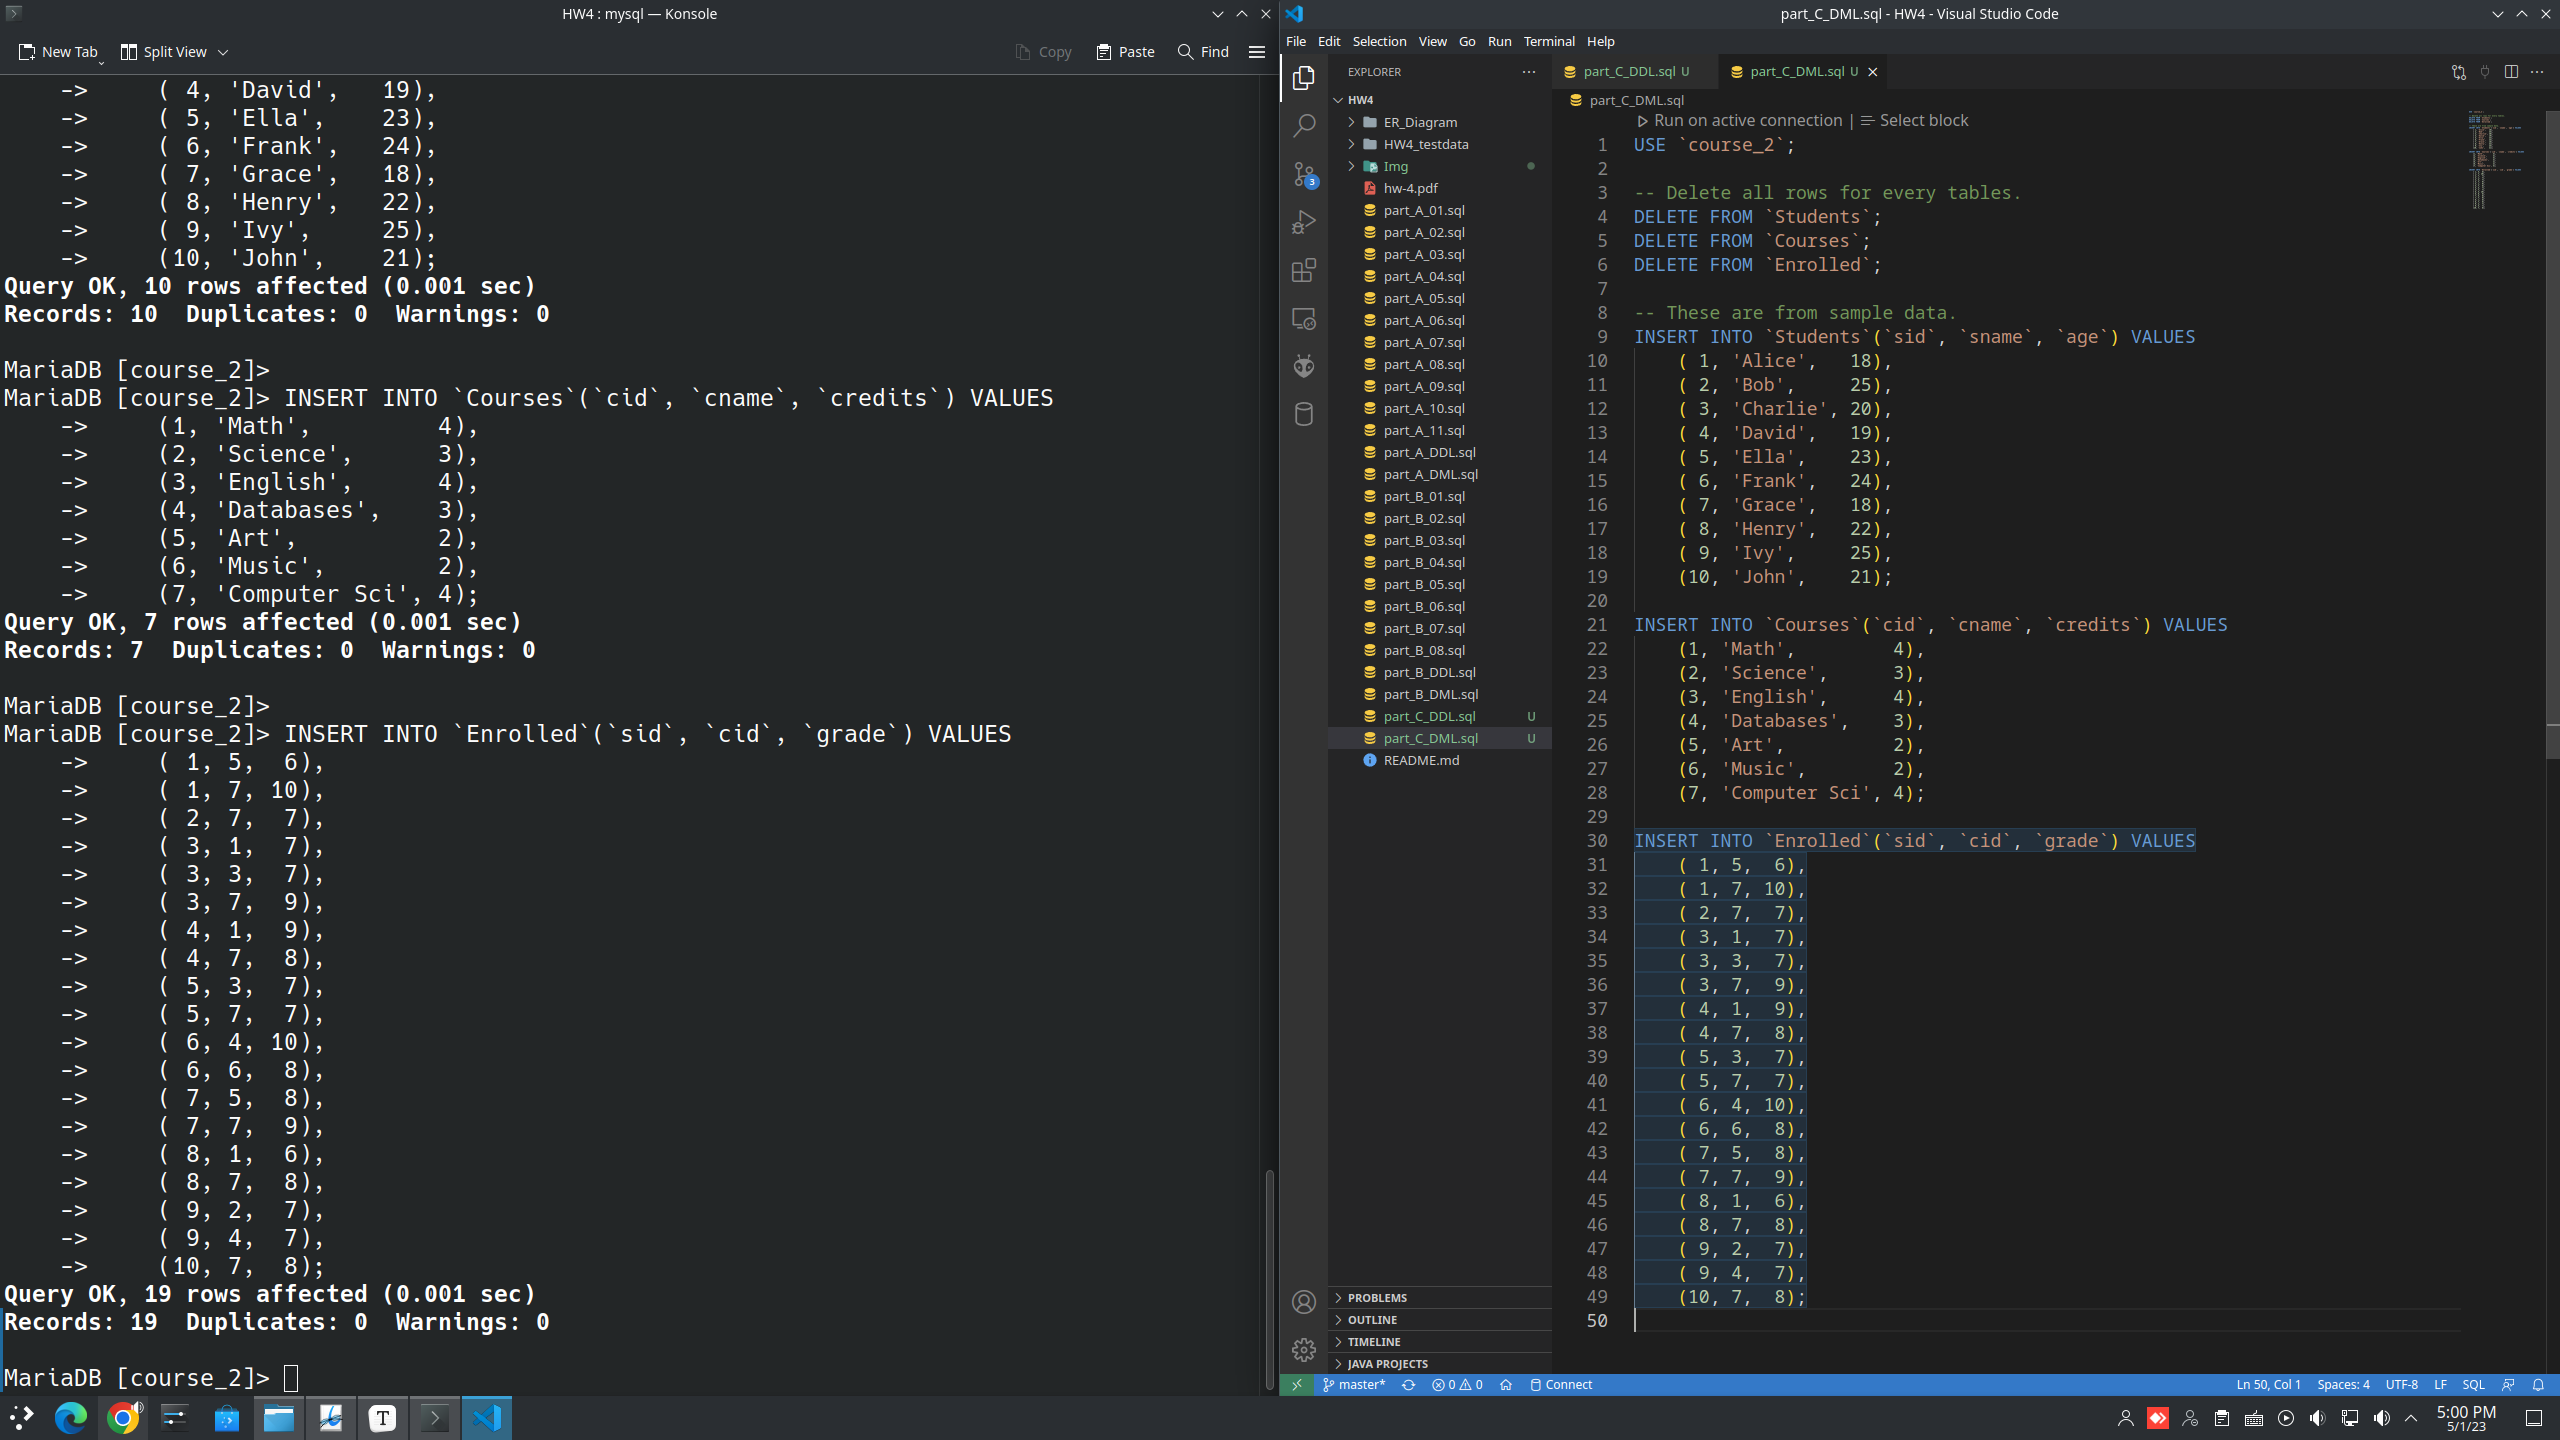 HW4 : mysql — Konsole
New Tab
Split View
Copy
Paste
Find
->     ( 4, 'David',   19),
->     ( 5, 'Ella',    23),
->     ( 6, 'Frank',   24),
->     ( 7, 'Grace',   18),
->     ( 8, 'Henry',   22),
->     ( 9, 'Ivy',     25),
->     (10, 'John',    21);
Query OK, 10 rows affected (0.001 sec)
Records: 10  Duplicates: 0  Warnings: 0
MariaDB [course_2]>
MariaDB [course_2]> INSERT INTO `Courses`(`cid`, `cname`, `credits`) VALUES
->     (1, 'Math',         4),
->     (2, 'Science',      3),
->     (3, 'English',      4),
->     (4, 'Databases',    3),
->     (5, 'Art',          2),
->     (6, 'Music',        2),
->     (7, 'Computer Sci', 4);
Query OK, 7 rows affected (0.001 sec)
Records: 7  Duplicates: 0  Warnings: 0
MariaDB [course_2]>
MariaDB [course_2]> INSERT INTO `Enrolled`(`sid`, `cid`, `grade`) VALUES
->     ( 1, 5,  6),
->     ( 1, 7, 10),
->     ( 2, 7,  7),
->     ( 3, 1,  7),
->     ( 3, 3,  7),
->     ( 3, 7,  9),
->     ( 4, 1,  9),
->     ( 4, 7,  8),
->     ( 5, 3,  7),
->     ( 5, 7,  7),
->     ( 6, 4, 10),
->     ( 6, 6,  8),
->     ( 7, 5,  8),
->     ( 7, 7,  9),
->     ( 8, 1,  6),
->     ( 8, 7,  8),
->     ( 9, 2,  7),
->     ( 9, 4,  7),
->     (10, 7,  8);
Query OK, 19 rows affected (0.001 sec)
Records: 19  Duplicates: 0  Warnings: 0
MariaDB [course_2]>
part_C_DML.sql - HW4 - Visual Studio Code
File Edit Selection View Go Run Terminal Help
EXPLORER
HW4
ER_Diagram
HW4_testdata
Img
hw-4.pdf
part_A_01.sql
part_A_02.sql
part_A_03.sql
part_A_04.sql
part_A_05.sql
part_A_06.sql
part_A_07.sql
part_A_08.sql
part_A_09.sql
part_A_10.sql
part_A_11.sql
part_A_DDL.sql
part_A_DML.sql
part_B_01.sql
part_B_02.sql
part_B_03.sql
part_B_04.sql
part_B_05.sql
part_B_06.sql
part_B_07.sql
part_B_08.sql
part_B_DDL.sql
part_B_DML.sql
part_C_DDL.sql U
part_C_DML.sql U
README.md
3
PROBLEMS
OUTLINE
TIMELINE
JAVA PROJECTS
part_C_DDL.sql U
part_C_DML.sql U
part_C_DML.sql
Run on active connection | Select block
1 USE `course_2`;
2
3 -- Delete all rows for every tables.
4 DELETE FROM `Students`;
5 DELETE FROM `Courses`;
6 DELETE FROM `Enrolled`;
7
8 -- These are from sample data.
9 INSERT INTO `Students`(`sid`, `sname`, `age`) VALUES
10     ( 1, 'Alice',   18),
11     ( 2, 'Bob',     25),
12     ( 3, 'Charlie', 20),
13     ( 4, 'David',   19),
14     ( 5, 'Ella',    23),
15     ( 6, 'Frank',   24),
16     ( 7, 'Grace',   18),
17     ( 8, 'Henry',   22),
18     ( 9, 'Ivy',     25),
19     (10, 'John',    21);
20
21 INSERT INTO `Courses`(`cid`, `cname`, `credits`) VALUES
22     (1, 'Math',         4),
23     (2, 'Science',      3),
24     (3, 'English',      4),
25     (4, 'Databases',    3),
26     (5, 'Art',          2),
27     (6, 'Music',        2),
28     (7, 'Computer Sci', 4);
29
30 INSERT INTO `Enrolled`(`sid`, `cid`, `grade`) VALUES
31     ( 1, 5,  6),
32     ( 1, 7, 10),
33     ( 2, 7,  7),
34     ( 3, 1,  7),
35     ( 3, 3,  7),
36     ( 3, 7,  9),
37     ( 4, 1,  9),
38     ( 4, 7,  8),
39     ( 5, 3,  7),
40     ( 5, 7,  7),
41     ( 6, 4, 10),
42     ( 6, 6,  8),
43     ( 7, 5,  8),
44     ( 7, 7,  9),
45     ( 8, 1,  6),
46     ( 8, 7,  8),
47     ( 9, 2,  7),
48     ( 9, 4,  7),
49     (10, 7,  8);
50
master* 0 0 Connect
Ln 50, Col 1 Spaces: 4 UTF-8 LF SQL
T
5:00 PM
5/1/23